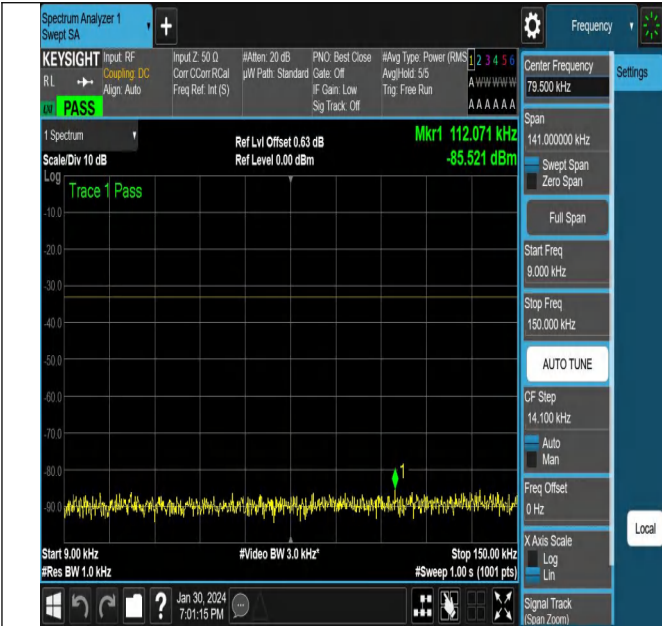 Spectrum Analyzer 1
Swept SA
+
Frequency
KEYSIGHT
RL
LXI
PASS
Input: RF
Coupling: DC
Align: Auto
Input Z: 50 Ω
Corr CCorr RCal
Freq Ref: Int (S)
#Atten: 20 dB
µW Path: Standard
PNO: Best Close
Gate: Off
IF Gain: Low
Sig Track: Off
#Avg Type: Power (RMS
Avg|Hold: 5/5
Trig: Free Run
1 2 3 4 5 6
A W W W W W
A A A A A A
1 Spectrum
Scale/Div 10 dB
Ref Lvl Offset 0.63 dB
Ref Level 0.00 dBm
Mkr1 112.071 kHz
-85.521 dBm
Log
Trace 1 Pass
-10.0
-20.0
-30.0
-40.0
-50.0
-60.0
-70.0
-80.0
-90.0
1
Start 9.00 kHz
#Res BW 1.0 kHz
#Video BW 3.0 kHz*
Stop 150.00 kHz
#Sweep 1.00 s (1001 pts)
?
Jan 30, 2024
7:01:15 PM
Center Frequency
79.500 kHz
Span
141.000000 kHz
Swept Span
Zero Span
Full Span
Start Freq
9.000 kHz
Stop Freq
150.000 kHz
AUTO TUNE
CF Step
14.100 kHz
Auto
Man
Freq Offset
0 Hz
X Axis Scale
Log
Lin
Signal Track
(Span Zoom)
Settings
Local